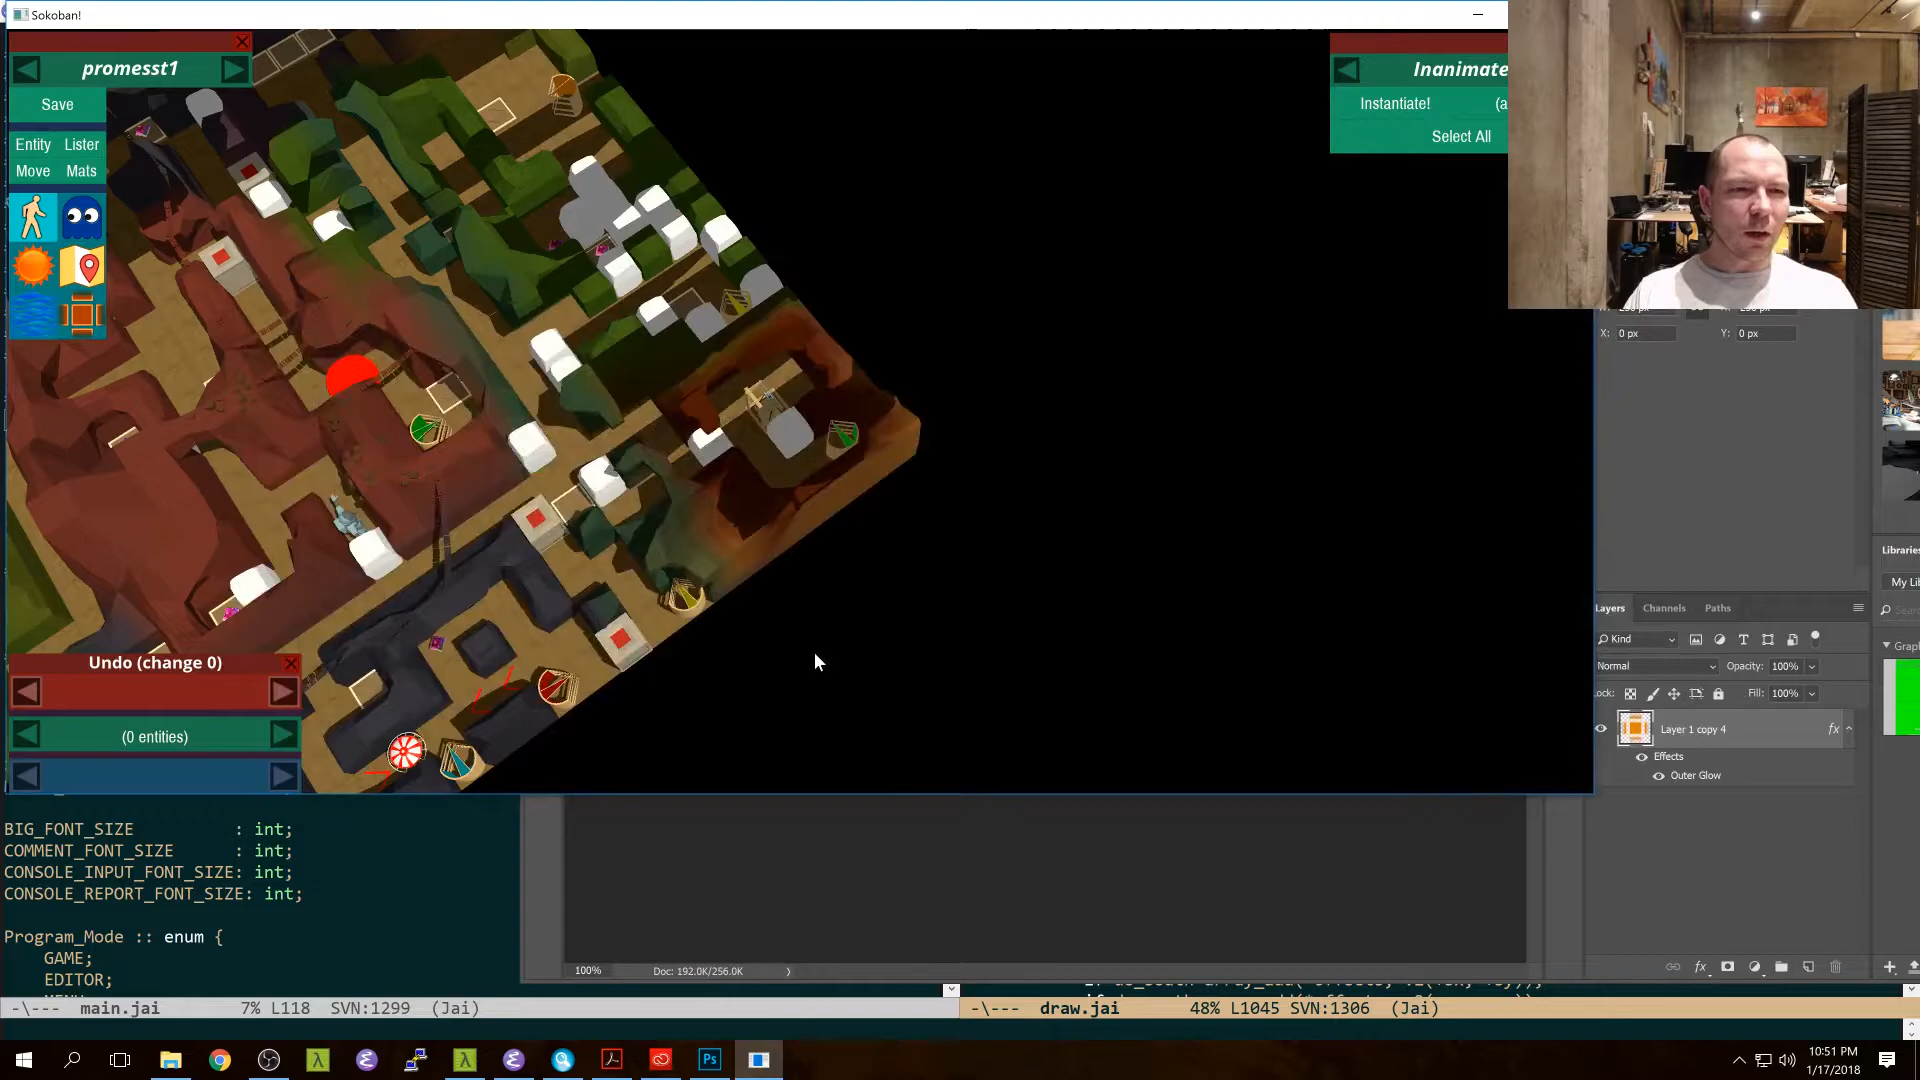 Sokoban!
promesst1
Save
Entity Lister
Move Mats
Inanimate
Instantiate! (a
Select All
X: 0 px Y: 0 px
Libraries
My Li
Layers Channels Paths
Kind
Normal Opacity: 100%
Lock: Fill: 100%
Layer 1 copy 4 fx
Effects
Outer Glow
Grap
Undo (change 0)
(0 entities)
BIG_FONT_SIZE : int;
COMMENT_FONT_SIZE : int;
CONSOLE_INPUT_FONT_SIZE: int;
CONSOLE_REPORT_FONT_SIZE: int;
Program_Mode :: enum {
GAME;
EDITOR;
100% Doc: 192.0K/256.0K
-\--- main.jai 7% L118 SVN:1299 (Jai)
-\--- draw.jai 48% L1045 SVN:1306 (Jai)
10:51 PM
1/17/2018